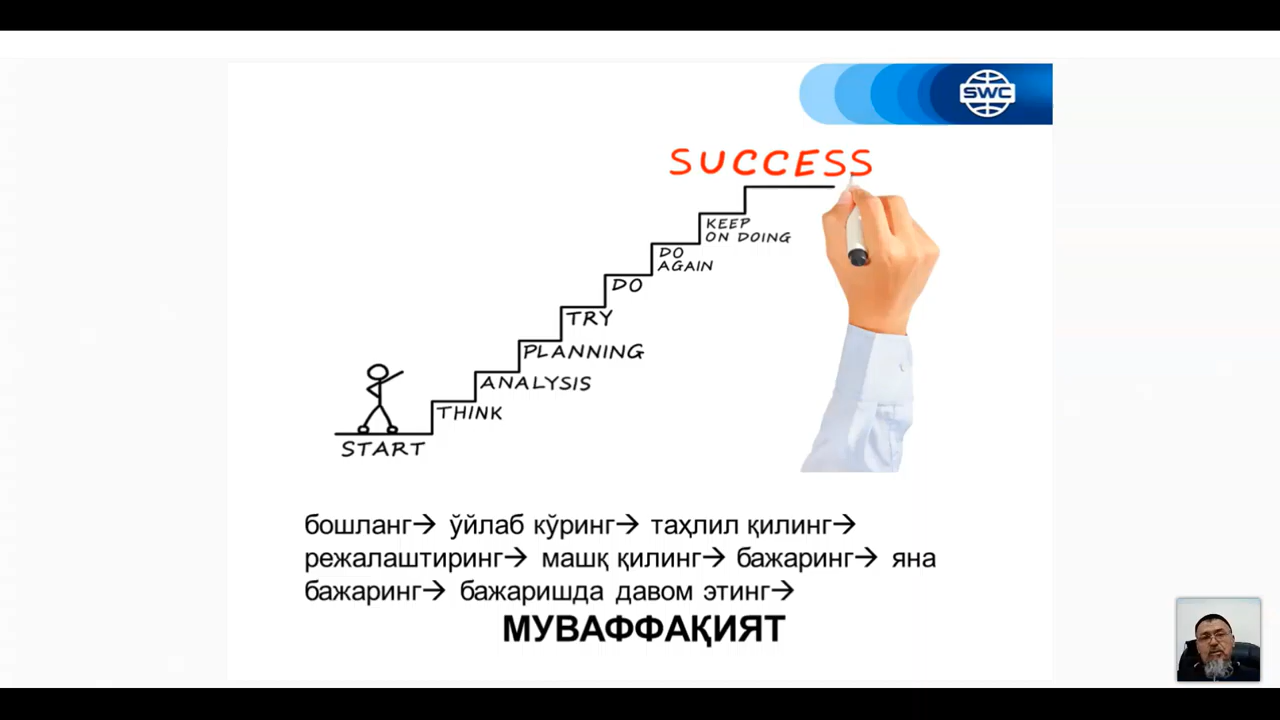 SWC
SUCCESS
KEEP
ON DOING
DO
AGAIN
DO
TRY
PLANNING
ANALYSIS
THINK
START
бошланг→ ўйлаб кўринг→ таҳлил қилинг→
режалаштиринг→ машқ қилинг→ бажаринг→ яна
бажаринг→ бажаришда давом этинг→
МУВАФФАҚИЯТ